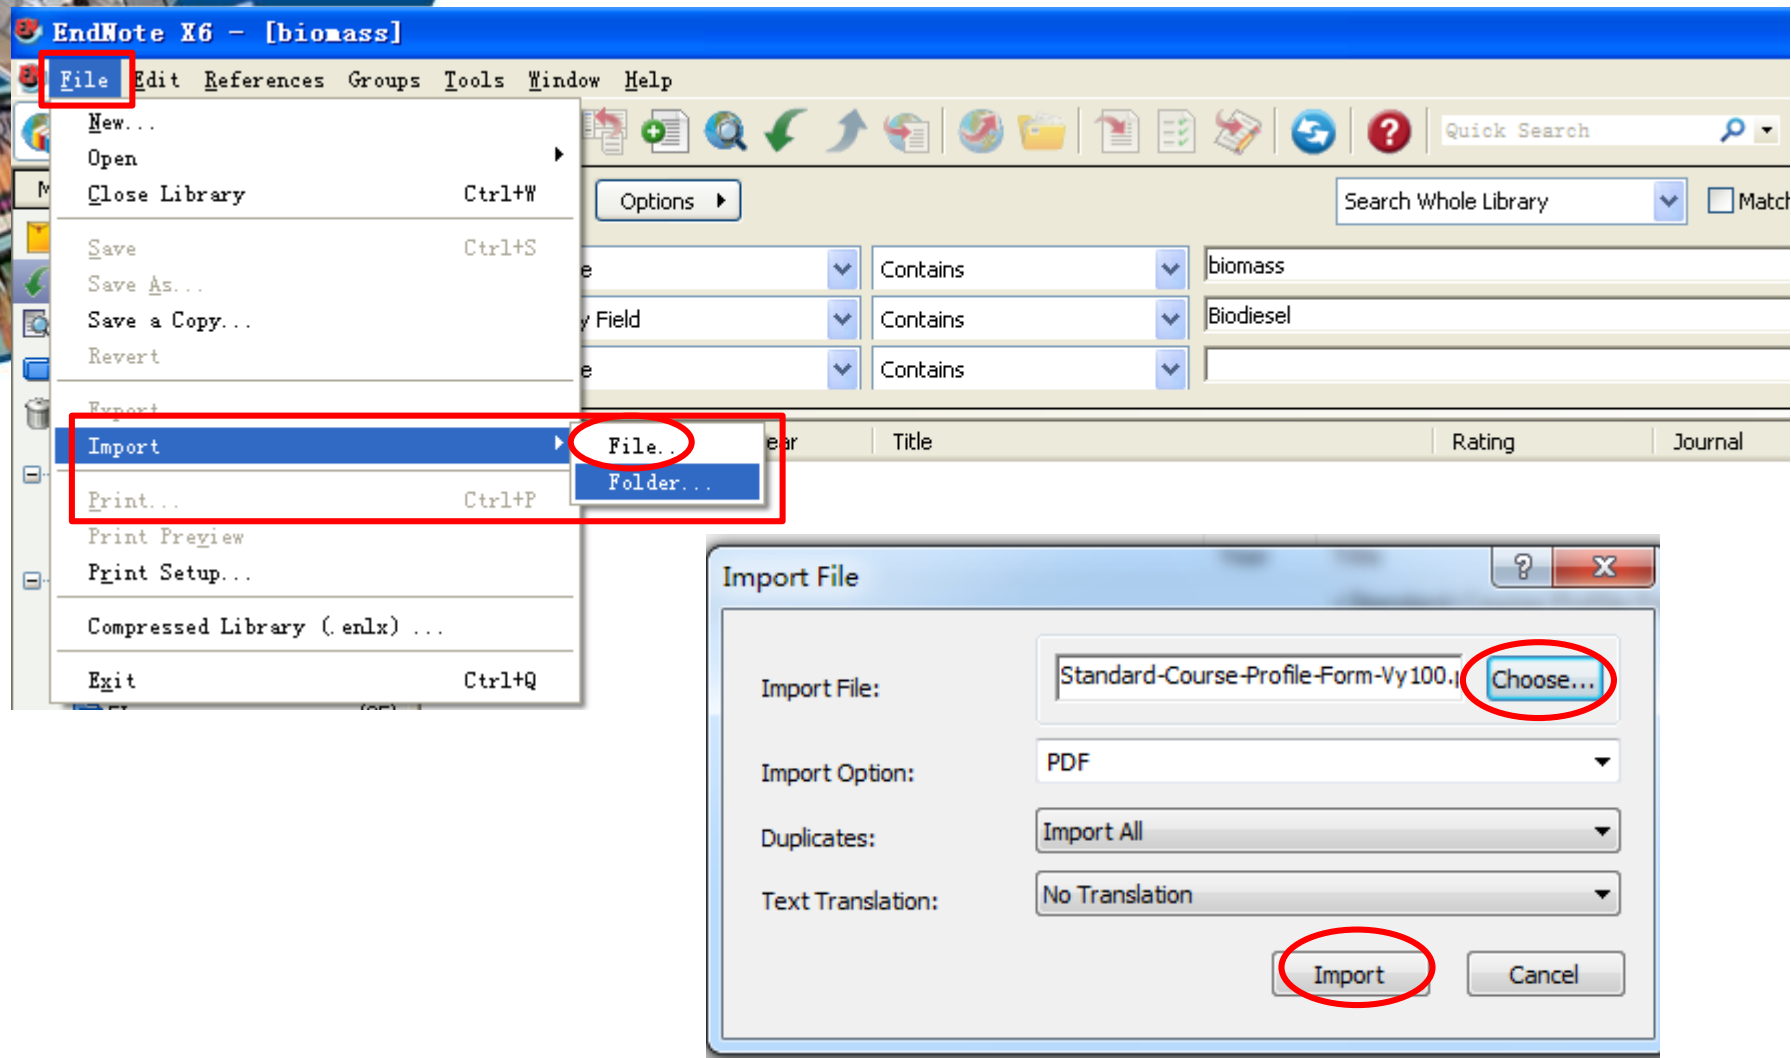 EndNote X6 - [biomass]
File Edit References Groups Tools Window Help
New...
Open
Close Library Ctrl+W
Save Ctrl+S
Save As...
Save a Copy...
Revert
Export
Import
Print... Ctrl+P
Print Preview
Print Setup...
Compressed Library (.enlx) ...
Exit Ctrl+Q
File..
Folder...
Quick Search
Options
Search Whole Library
Match
Contains
biomass
y Field
Contains
Biodiesel
Contains
Title
Rating
Journal
Import File
Import File:
Standard-Course-Profile-Form-Vy100.p
Choose...
Import Option:
PDF
Duplicates:
Import All
Text Translation:
No Translation
Import
Cancel